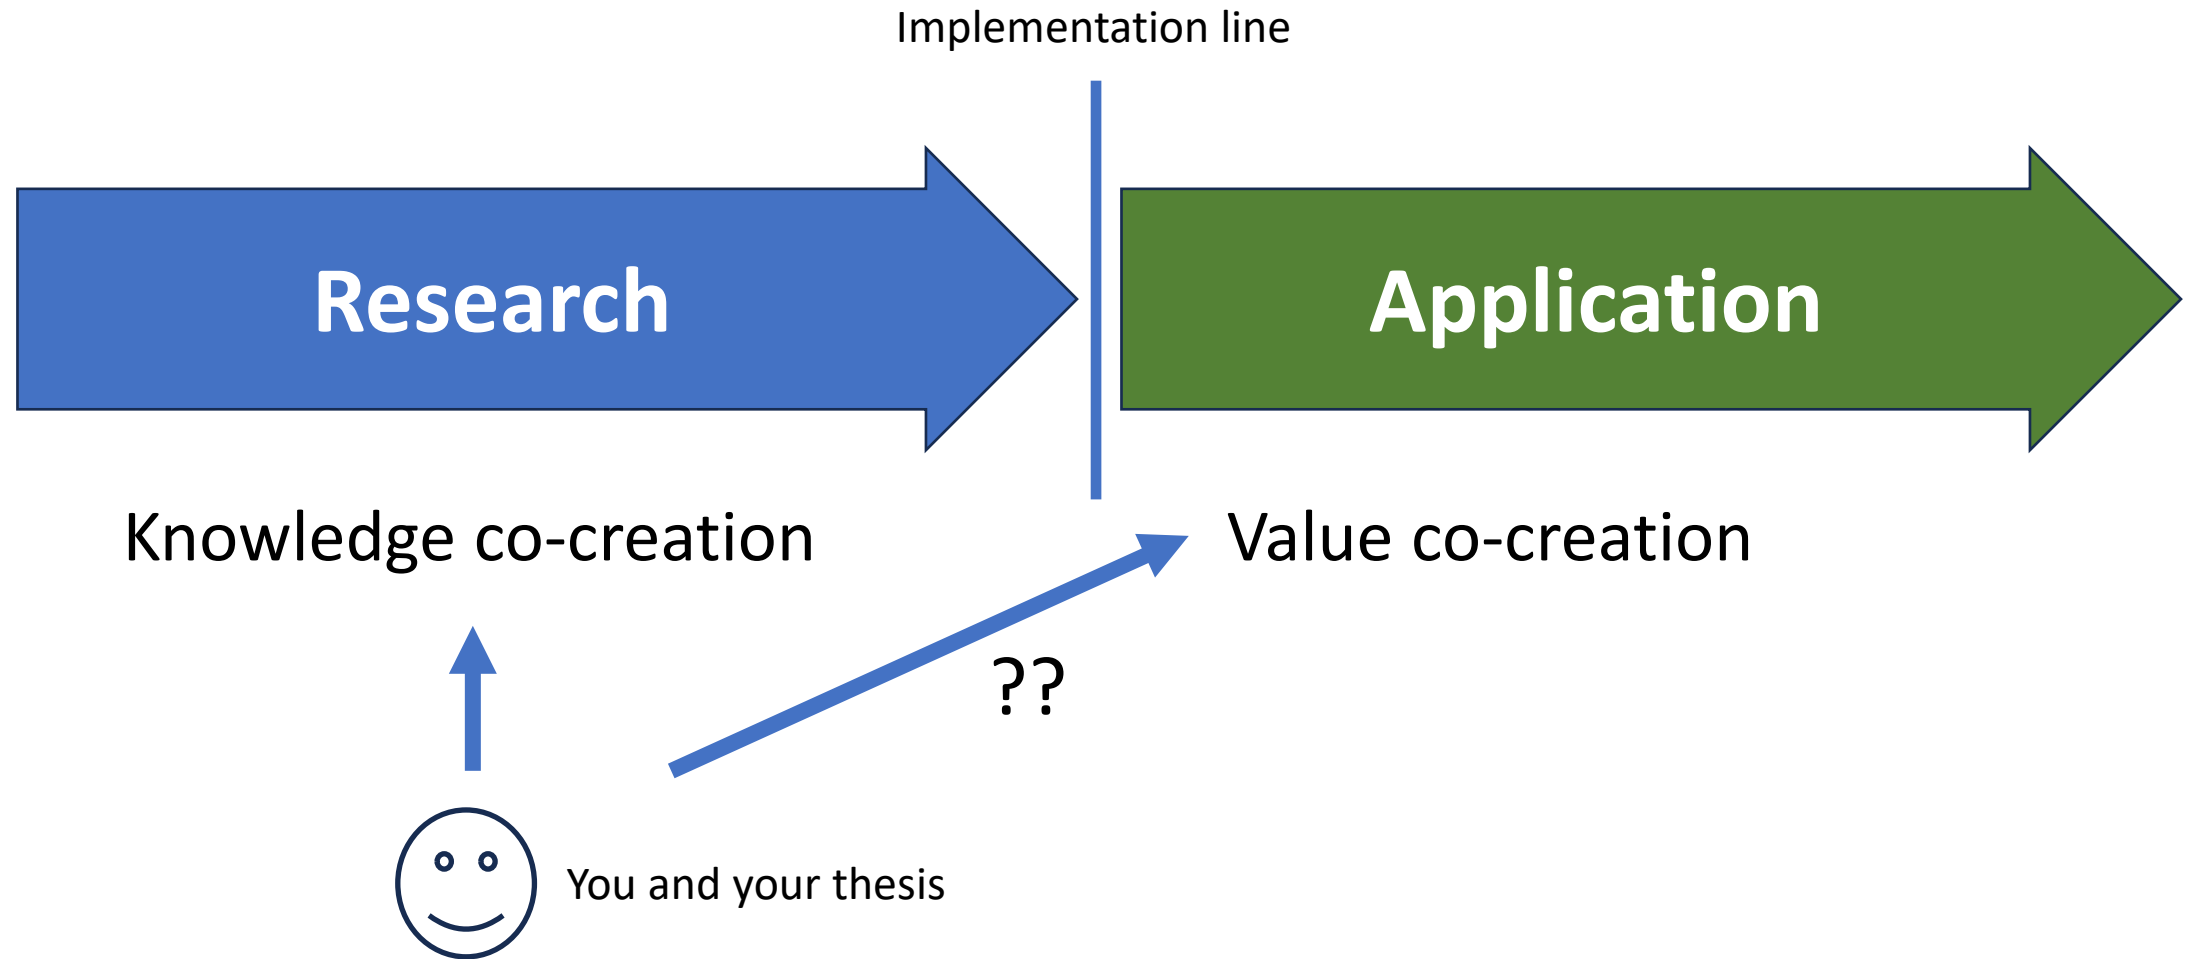 Implementation line
Research
Application
Knowledge co-creation
Value co-creation
??
You and your thesis